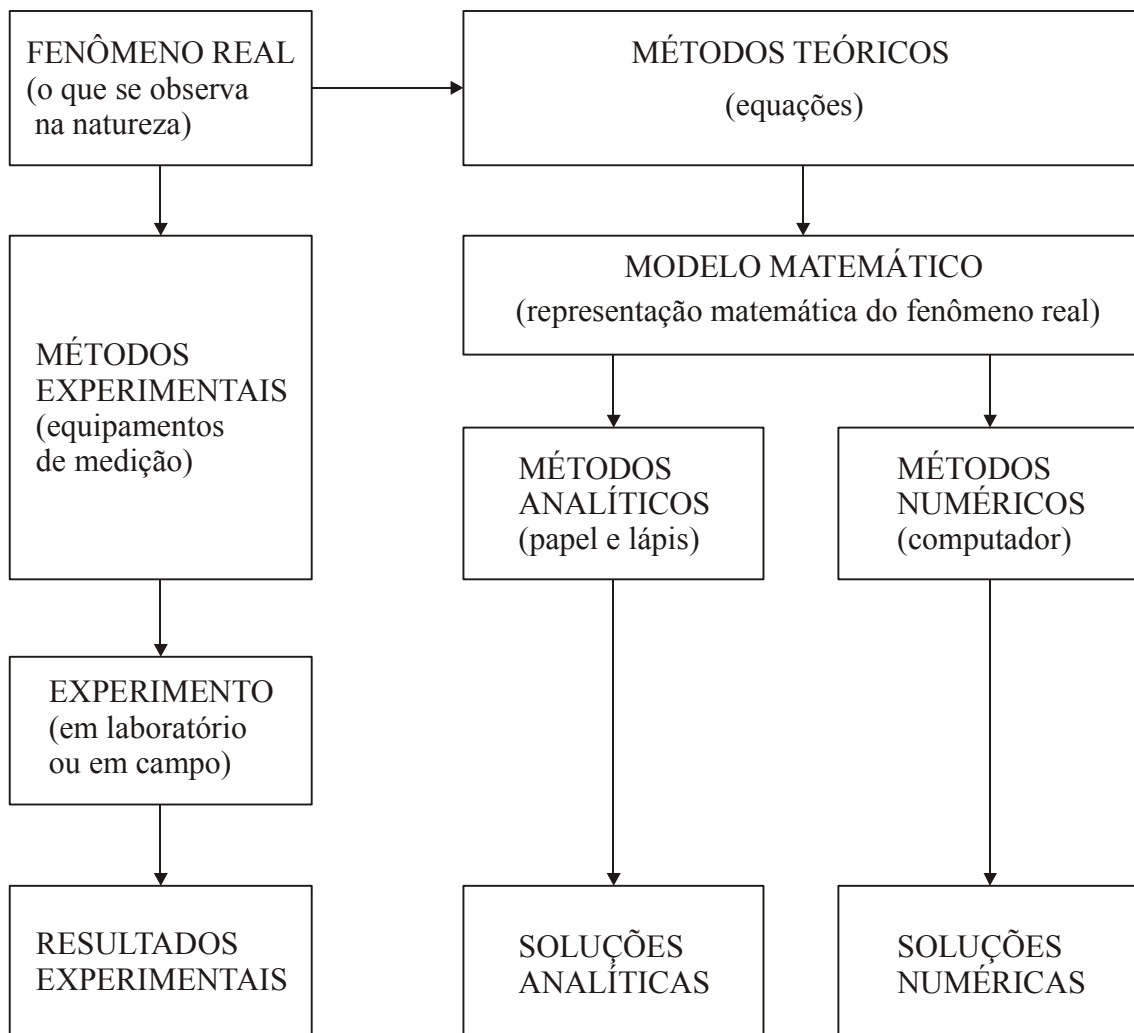 FENÔMENO REAL
(o que se observa
na natureza)
MÉTODOS TEÓRICOS
(equações)
MÉTODOS
EXPERIMENTAIS
(equipamentos
de medição)
MODELO MATEMÁTICO
(representação matemática do fenômeno real)
MÉTODOS
ANALÍTICOS
(papel e lápis)
MÉTODOS
NUMÉRICOS
(computador)
EXPERIMENTO
(em laboratório
ou em campo)
RESULTADOS
EXPERIMENTAIS
SOLUÇÕES
ANALÍTICAS
SOLUÇÕES
NUMÉRICAS